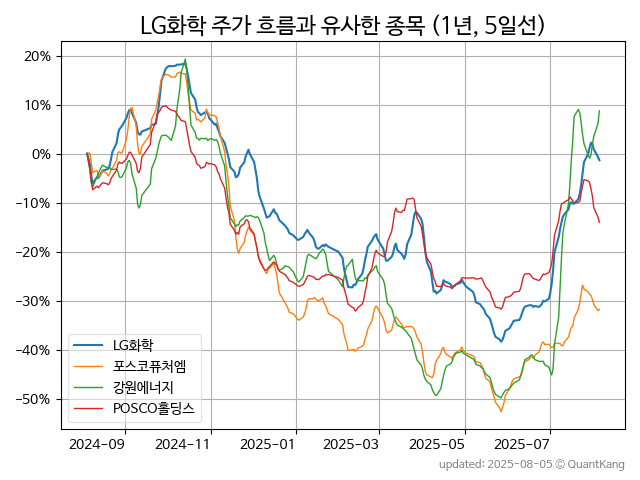 LG화학 주가 흐름과 유사한 종목 (1년, 5일선)
20%
10%
0%
−10%
−20%
−30%
−40%
−50%
LG화학
포스코퓨처엠
강원에너지
POSCO홀딩스
2024-09
2024-11
2025-01
2025-03
2025-05
2025-07
updated: 2025-08-05 © QuantKang